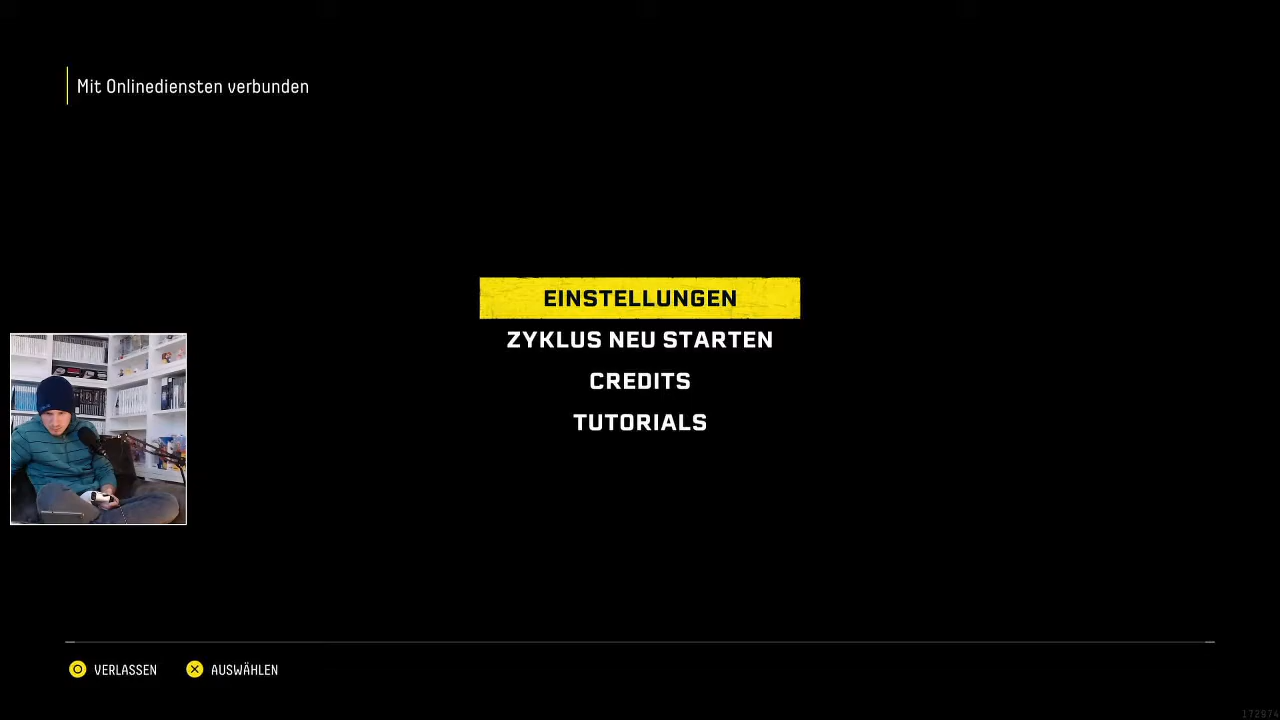 Mit Onlinediensten verbunden
EINSTELLUNGEN
ZYKLUS NEU STARTEN
CREDITS
TUTORIALS
VERLASSEN
AUSWÄHLEN